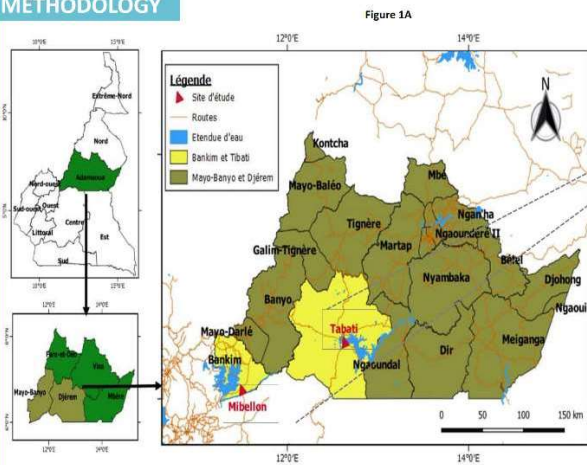 METHODOLOGY
Figure 1A
12°0'E
14°0'E
N
Légende
Site d'étude
Routes
Etendue d'eau
Bankim et Tibati
Mayo-Banyo et Djérem
Extrême-Nord
Nord
Adamaoua
Nord-ouest
Ouest
Sud-ouest
Centre
Littoral
Est
Sud
Kontcha
Mayo-Baléo
Mbé
Tignère
Ngan'ha
Ngaoundéré II
Galim-Tignère
Martap
Bélel
Nyambaka
Djohong
Ngaoui
Banyo
Mayo-Darlé
Tabati
Bankim
Meiganga
Dir
Ngaoundal
Mibellon
Faro-et-Déo
Vina
Mayo-Banyo
Djérem
Mbéré
0 50 100 150 km
12°0'E
14°0'E